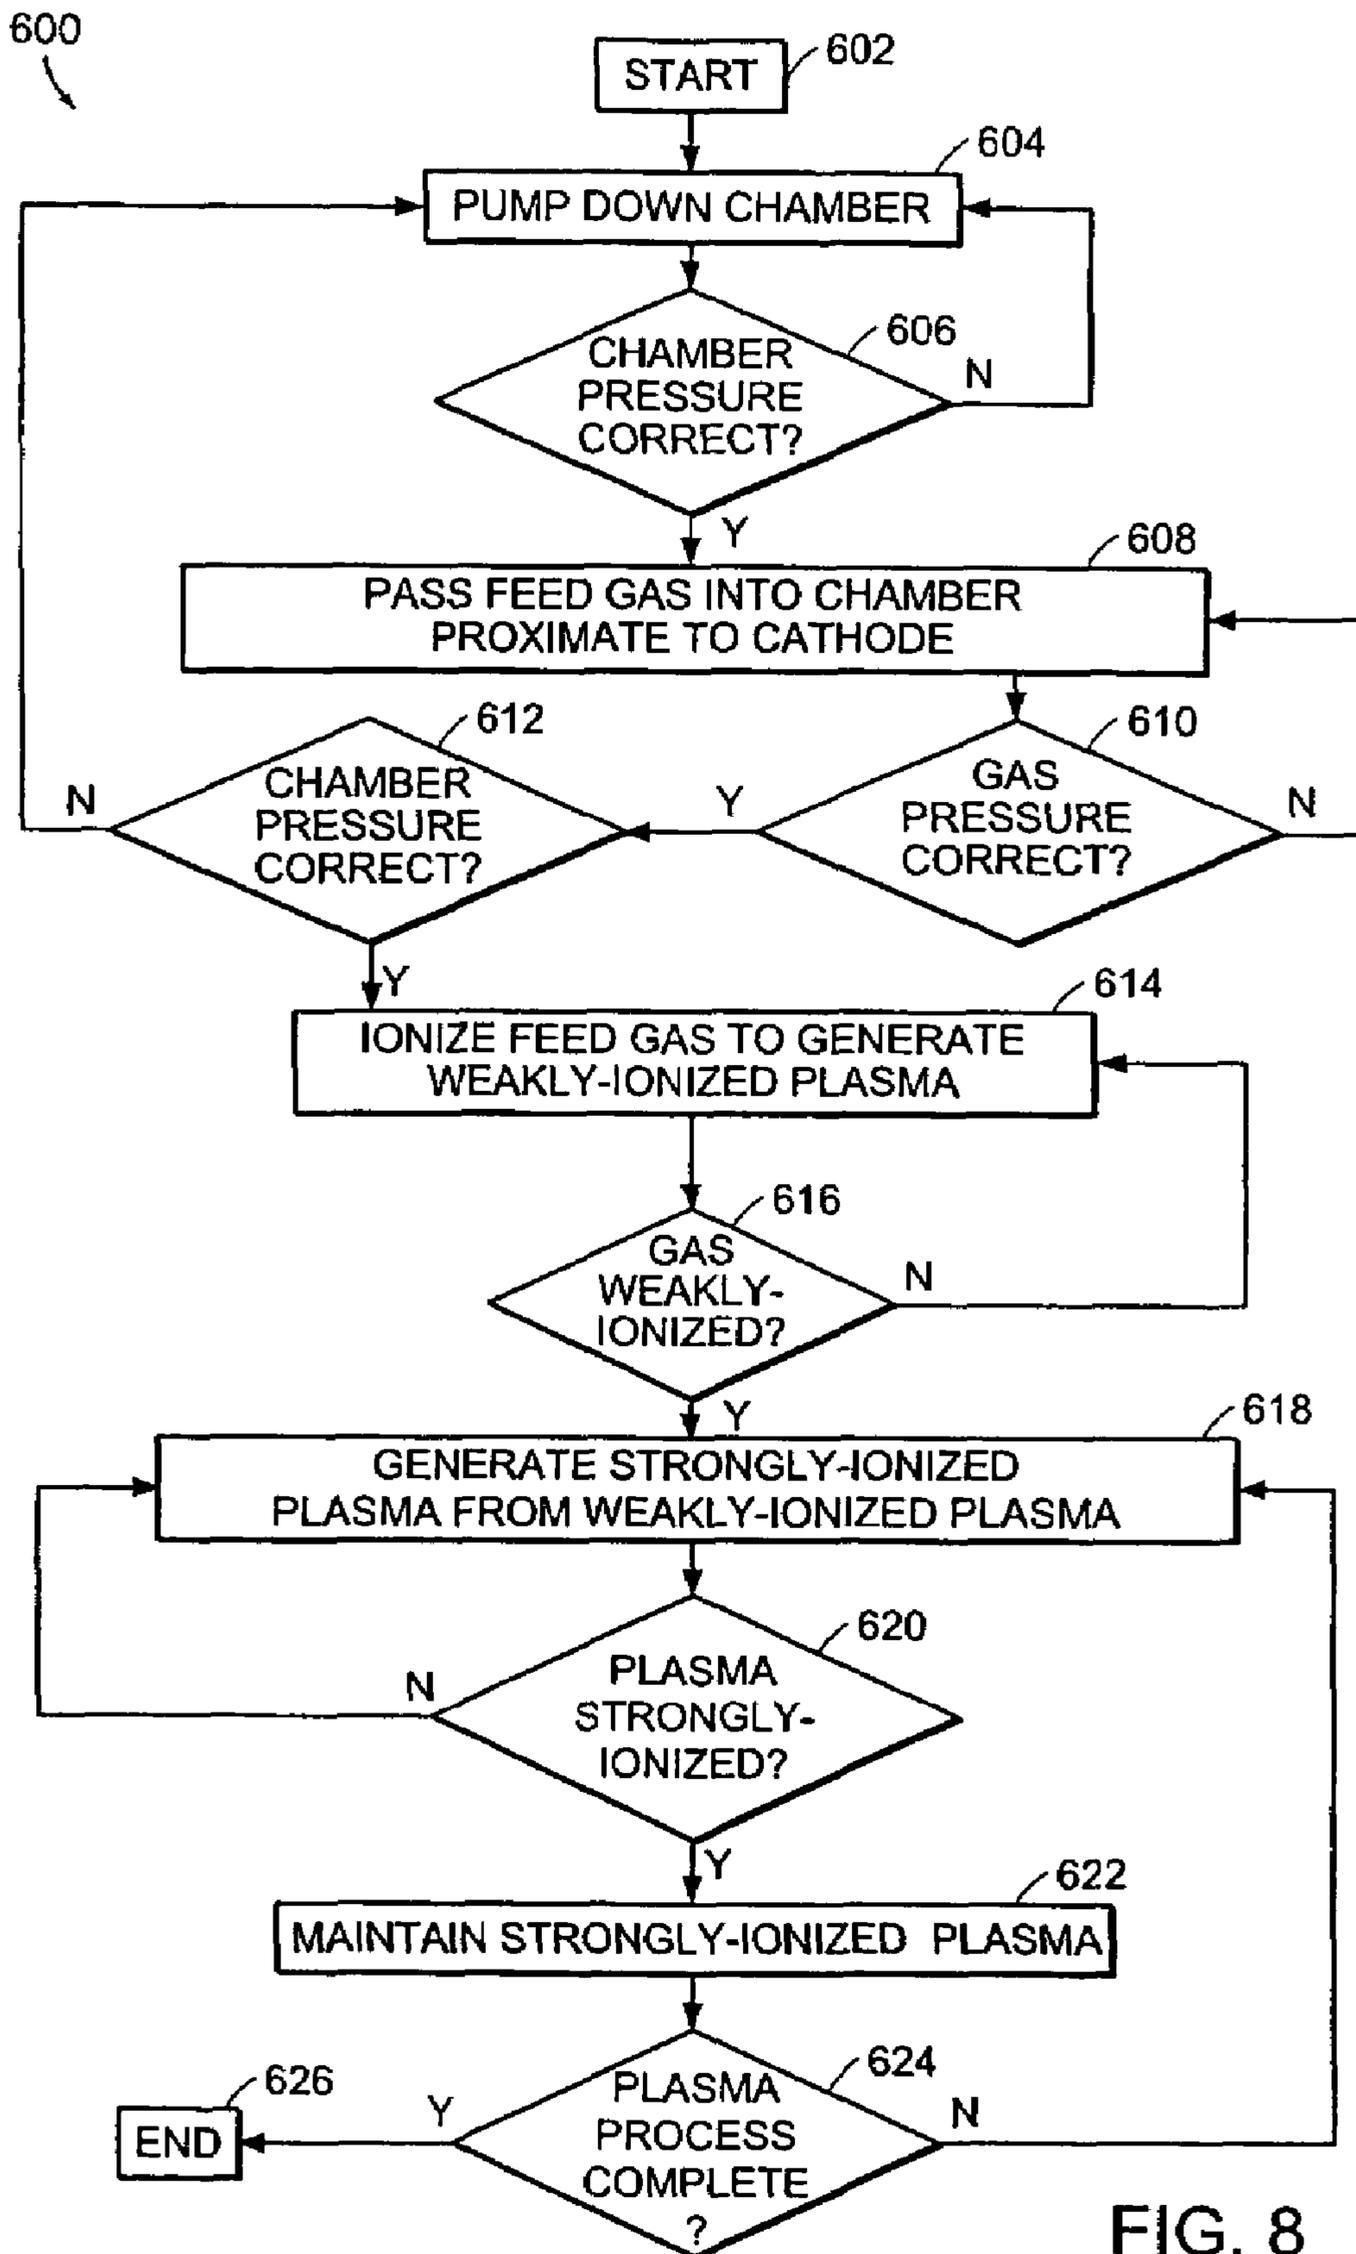 600
START
602
PUMP DOWN CHAMBER
604
CHAMBER
PRESSURE
CORRECT?
606
N
Y
PASS FEED GAS INTO CHAMBER
PROXIMATE TO CATHODE
608
GAS
PRESSURE
CORRECT?
610
N
Y
CHAMBER
PRESSURE
CORRECT?
612
N
Y
IONIZE FEED GAS TO GENERATE
WEAKLY-IONIZED PLASMA
614
GAS
WEAKLY-
IONIZED?
616
N
Y
GENERATE STRONGLY-IONIZED
PLASMA FROM WEAKLY-IONIZED PLASMA
618
PLASMA
STRONGLY-
IONIZED?
620
N
Y
MAINTAIN STRONGLY-IONIZED PLASMA
622
PLASMA
PROCESS
COMPLETE
?
624
N
Y
END
626
FIG. 8